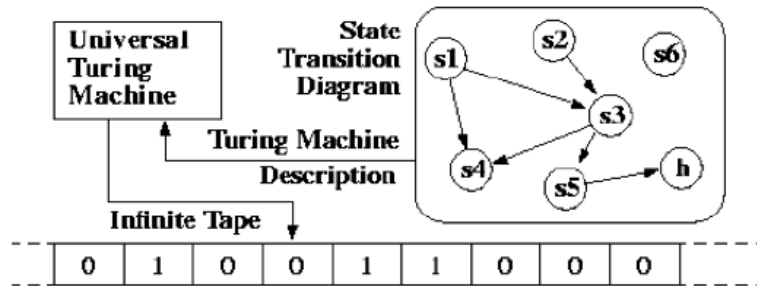 Universal
Turing
Machine
State
Transition
Diagram
s1
s2
s6
s3
s4
s5
h
Turing Machine
Description
Infinite Tape
0 1 0 0 1 1 0 0 0